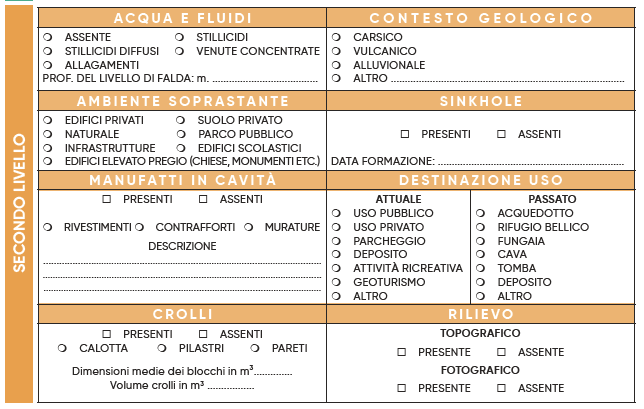 SECONDO LIVELLO
ACQUA E FLUIDI
ASSENTE STILLICIDI
STILLICIDI DIFFUSI VENUTE CONCENTRATE
ALLAGAMENTI
PROF. DEL LIVELLO DI FALDA: m. ................................
CONTESTO GEOLOGICO
CARSICO
VULCANICO
ALLUVIONALE
ALTRO ................................................................
AMBIENTE SOPRASTANTE
EDIFICI PRIVATI SUOLO PRIVATO
NATURALE PARCO PUBBLICO
INFRASTRUTTURE EDIFICI SCOLASTICI
EDIFICI ELEVATO PREGIO (CHIESE, MONUMENTI ETC.)
SINKHOLE
PRESENTI ASSENTI
DATA FORMAZIONE: ........................................................
MANUFATTI IN CAVITÀ
PRESENTI ASSENTI
RIVESTIMENTI CONTRAFFORTI MURATURE
DESCRIZIONE
................................................................................
................................................................................
................................................................................
DESTINAZIONE USO
ATTUALE
USO PUBBLICO
USO PRIVATO
PARCHEGGIO
DEPOSITO
ATTIVITÀ RICREATIVA
GEOTURISMO
ALTRO
PASSATO
ACQUEDOTTO
RIFUGIO BELLICO
FUNGAIA
CAVA
TOMBA
DEPOSITO
ALTRO
CROLLI
PRESENTI ASSENTI
CALOTTA PILASTRI PARETI
Dimensioni medie dei blocchi in m³............
Volume crolli in m³ ..............
RILIEVO
TOPOGRAFICO
PRESENTE ASSENTE
FOTOGRAFICO
PRESENTE ASSENTE